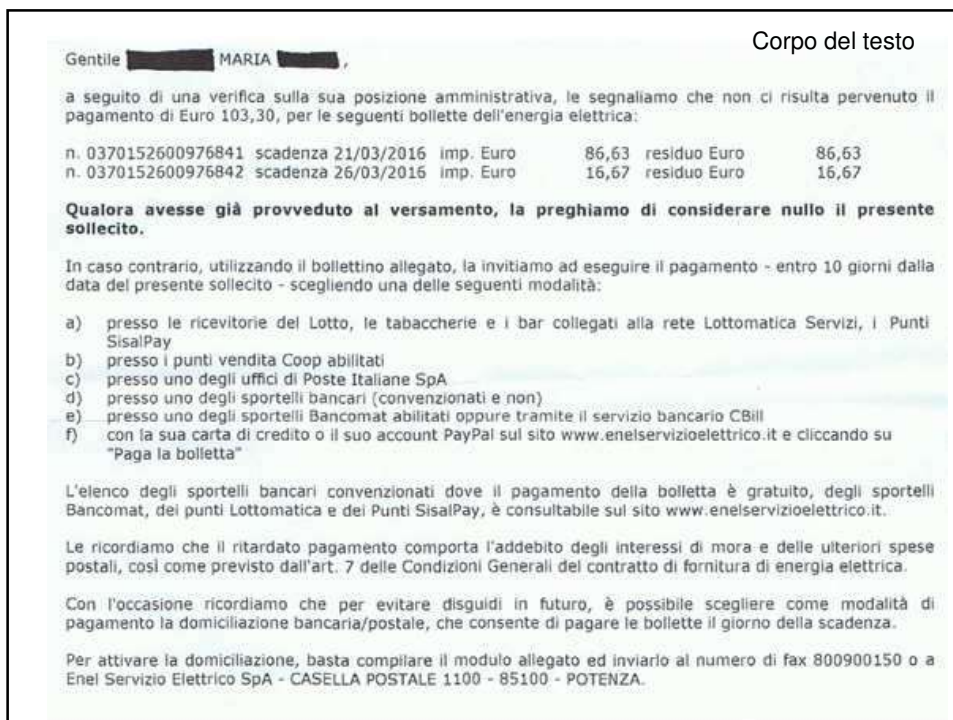 Corpo del testo
Gentile MARIA ,
a seguito di una verifica sulla sua posizione amministrativa, le segnaliamo che non ci risulta pervenuto il
pagamento di Euro 103,30, per le seguenti bollette dell'energia elettrica:
n. 0370152600976841 scadenza 21/03/2016 imp. Euro 86,63 residuo Euro 86,63
n. 0370152600976842 scadenza 26/03/2016 imp. Euro 16,67 residuo Euro 16,67
Qualora avesse già provveduto al versamento, la preghiamo di considerare nullo il presente
sollecito.
In caso contrario, utilizzando il bollettino allegato, la invitiamo ad eseguire il pagamento - entro 10 giorni dalla
data del presente sollecito - scegliendo una delle seguenti modalità:
a) presso le ricevitorie del Lotto, le tabaccherie e i bar collegati alla rete Lottomatica Servizi, i Punti
SisalPay
b) presso i punti vendita Coop abilitati
c) presso uno degli uffici di Poste Italiane SpA
d) presso uno degli sportelli bancari (convenzionati e non)
e) presso uno degli sportelli Bancomat abilitati oppure tramite il servizio bancario CBill
f) con la sua carta di credito o il suo account PayPal sul sito www.enelservizioelettrico.it e cliccando su
"Paga la bolletta"
L'elenco degli sportelli bancari convenzionati dove il pagamento della bolletta è gratuito, degli sportelli
Bancomat, dei punti Lottomatica e dei Punti SisalPay, è consultabile sul sito www.enelservizioelettrico.it.
Le ricordiamo che il ritardato pagamento comporta l'addebito degli interessi di mora e delle ulteriori spese
postali, così come previsto dall'art. 7 delle Condizioni Generali del contratto di fornitura di energia elettrica.
Con l'occasione ricordiamo che per evitare disguidi in futuro, è possibile scegliere come modalità di
pagamento la domiciliazione bancaria/postale, che consente di pagare le bollette il giorno della scadenza.
Per attivare la domiciliazione, basta compilare il modulo allegato ed inviarlo al numero di fax 800900150 o a
Enel Servizio Elettrico SpA - CASELLA POSTALE 1100 - 85100 - POTENZA.